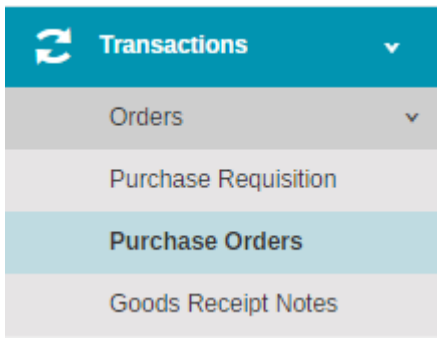 Transactions
Orders
Purchase Requisition
Purchase Orders
Goods Receipt Notes